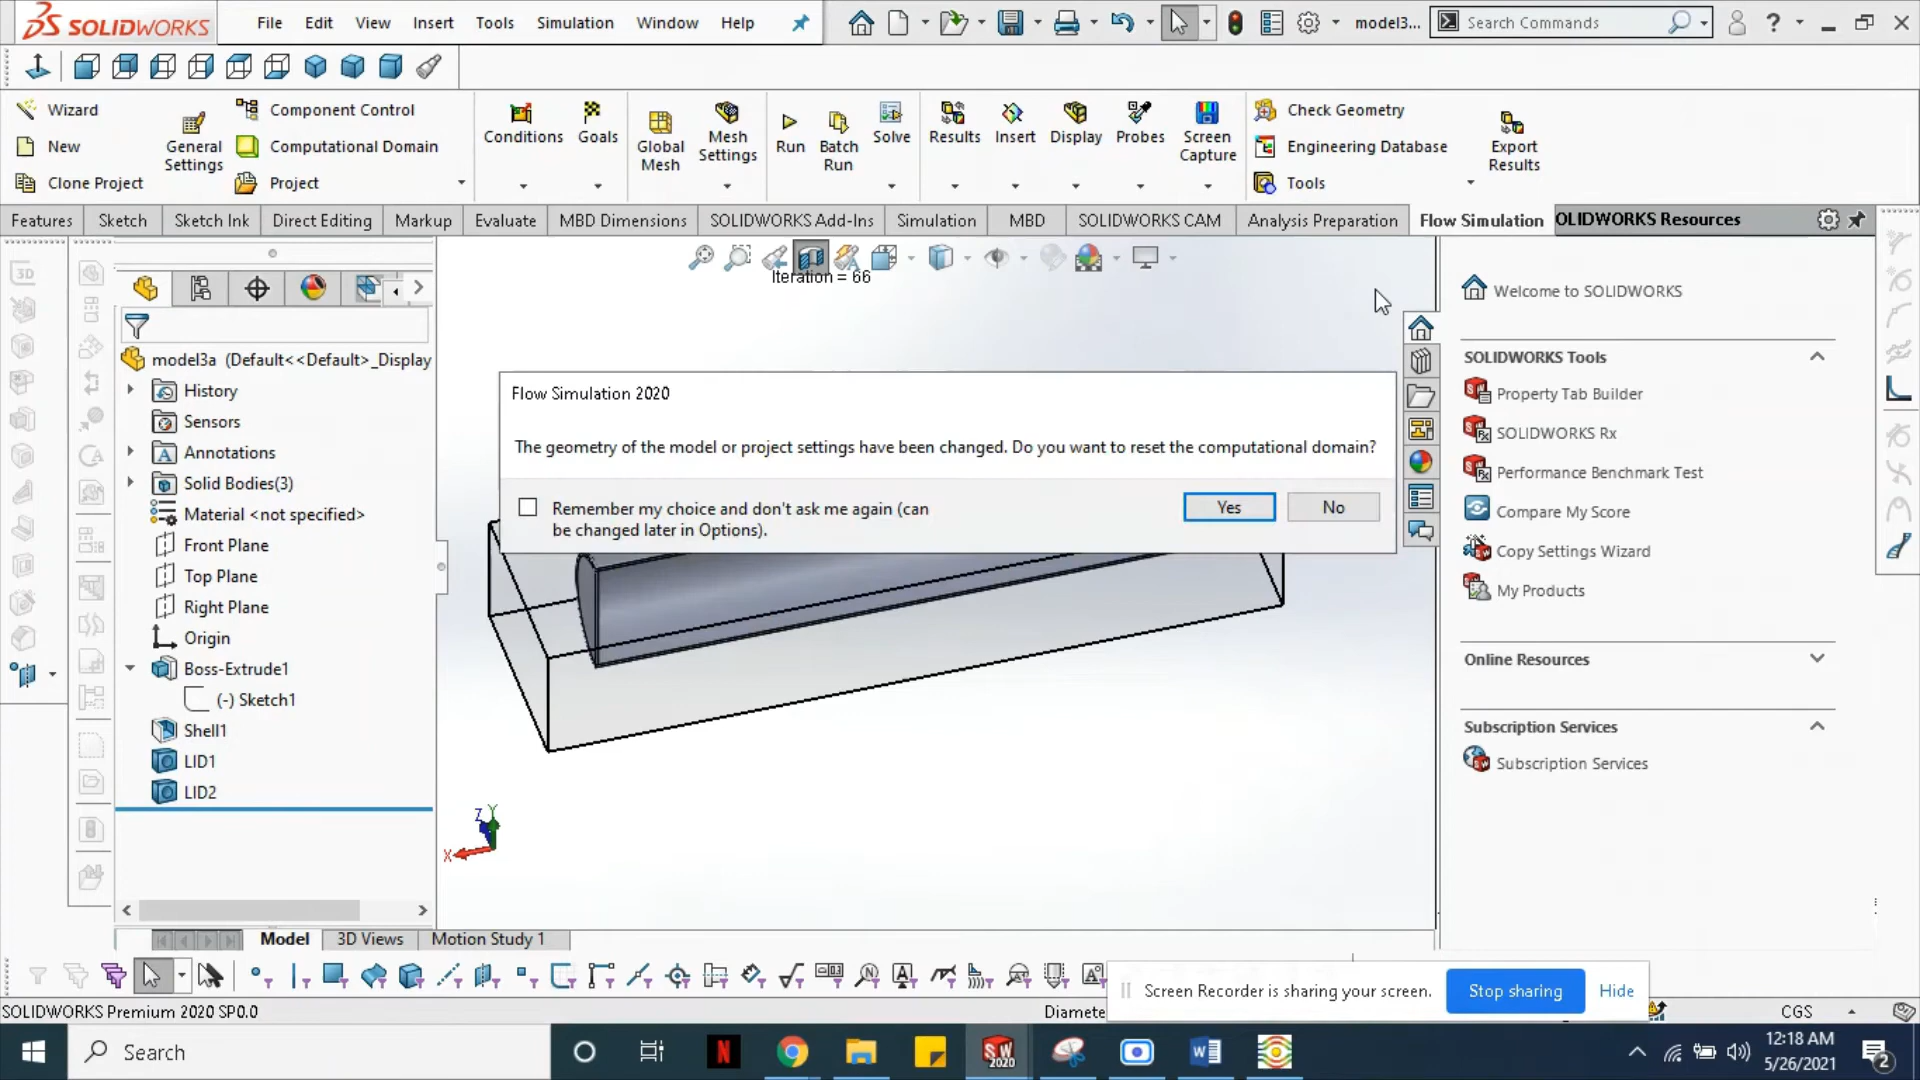 SOLIDWORKS
File Edit View Insert Tools Simulation Window Help
model3...
Search Commands
Wizard
New
Clone Project
General Settings
Component Control
Computational Domain
Project
Conditions
Goals
Global Mesh
Mesh Settings
Run
Batch Run
Solve
Results
Insert
Display
Probes
Screen Capture
Check Geometry
Engineering Database
Tools
Export Results
Features Sketch Sketch Ink Direct Editing Markup Evaluate MBD Dimensions SOLIDWORKS Add-Ins Simulation MBD SOLIDWORKS CAM Analysis Preparation Flow Simulation
OLIDWORKS Resources
Iteration = 66
model3a (Default<<Default>_Display
History
Sensors
Annotations
Solid Bodies(3)
Material <not specified>
Front Plane
Top Plane
Right Plane
Origin
Boss-Extrude1
(-) Sketch1
Shell1
LID1
LID2
Flow Simulation 2020
The geometry of the model or project settings have been changed. Do you want to reset the computational domain?
Remember my choice and don't ask me again (can
be changed later in Options).
Yes
No
X
Y
Z
Welcome to SOLIDWORKS
SOLIDWORKS Tools
Property Tab Builder
SOLIDWORKS Rx
Performance Benchmark Test
Compare My Score
Copy Settings Wizard
My Products
Online Resources
Subscription Services
Subscription Services
Model 3D Views Motion Study 1
Screen Recorder is sharing your screen.
Stop sharing
Hide
SOLIDWORKS Premium 2020 SP0.0
Diamete
CGS
Search
12:18 AM
5/26/2021
2